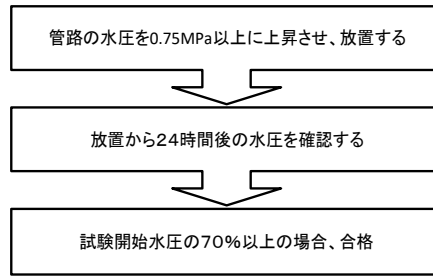 管路の水圧を0.75MPa以上に上昇させ、放置する
放置から２４時間後の水圧を確認する
試験開始水圧の７０％以上の場合、合格